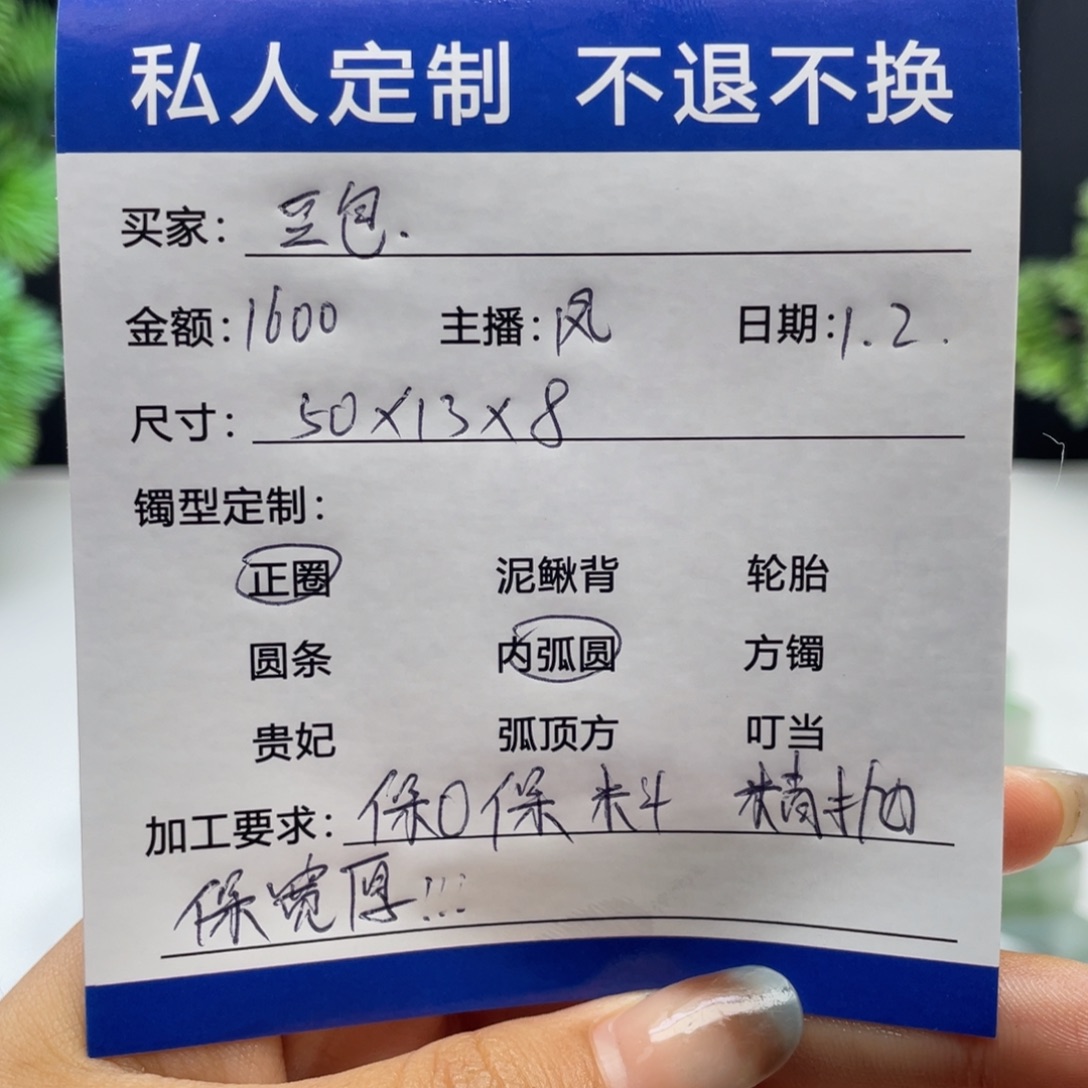 私人定制 不退不换
买家： 豆包.
金额：1600 主播：凤 日期：1.2.
尺寸： 50×13×8
镯型定制：
正圈 泥鳅背 轮胎
圆条 内弧圆 方镯
贵妃 弧顶方 叮当
加工要求： 保0保料 精抛
保宽厚!!!